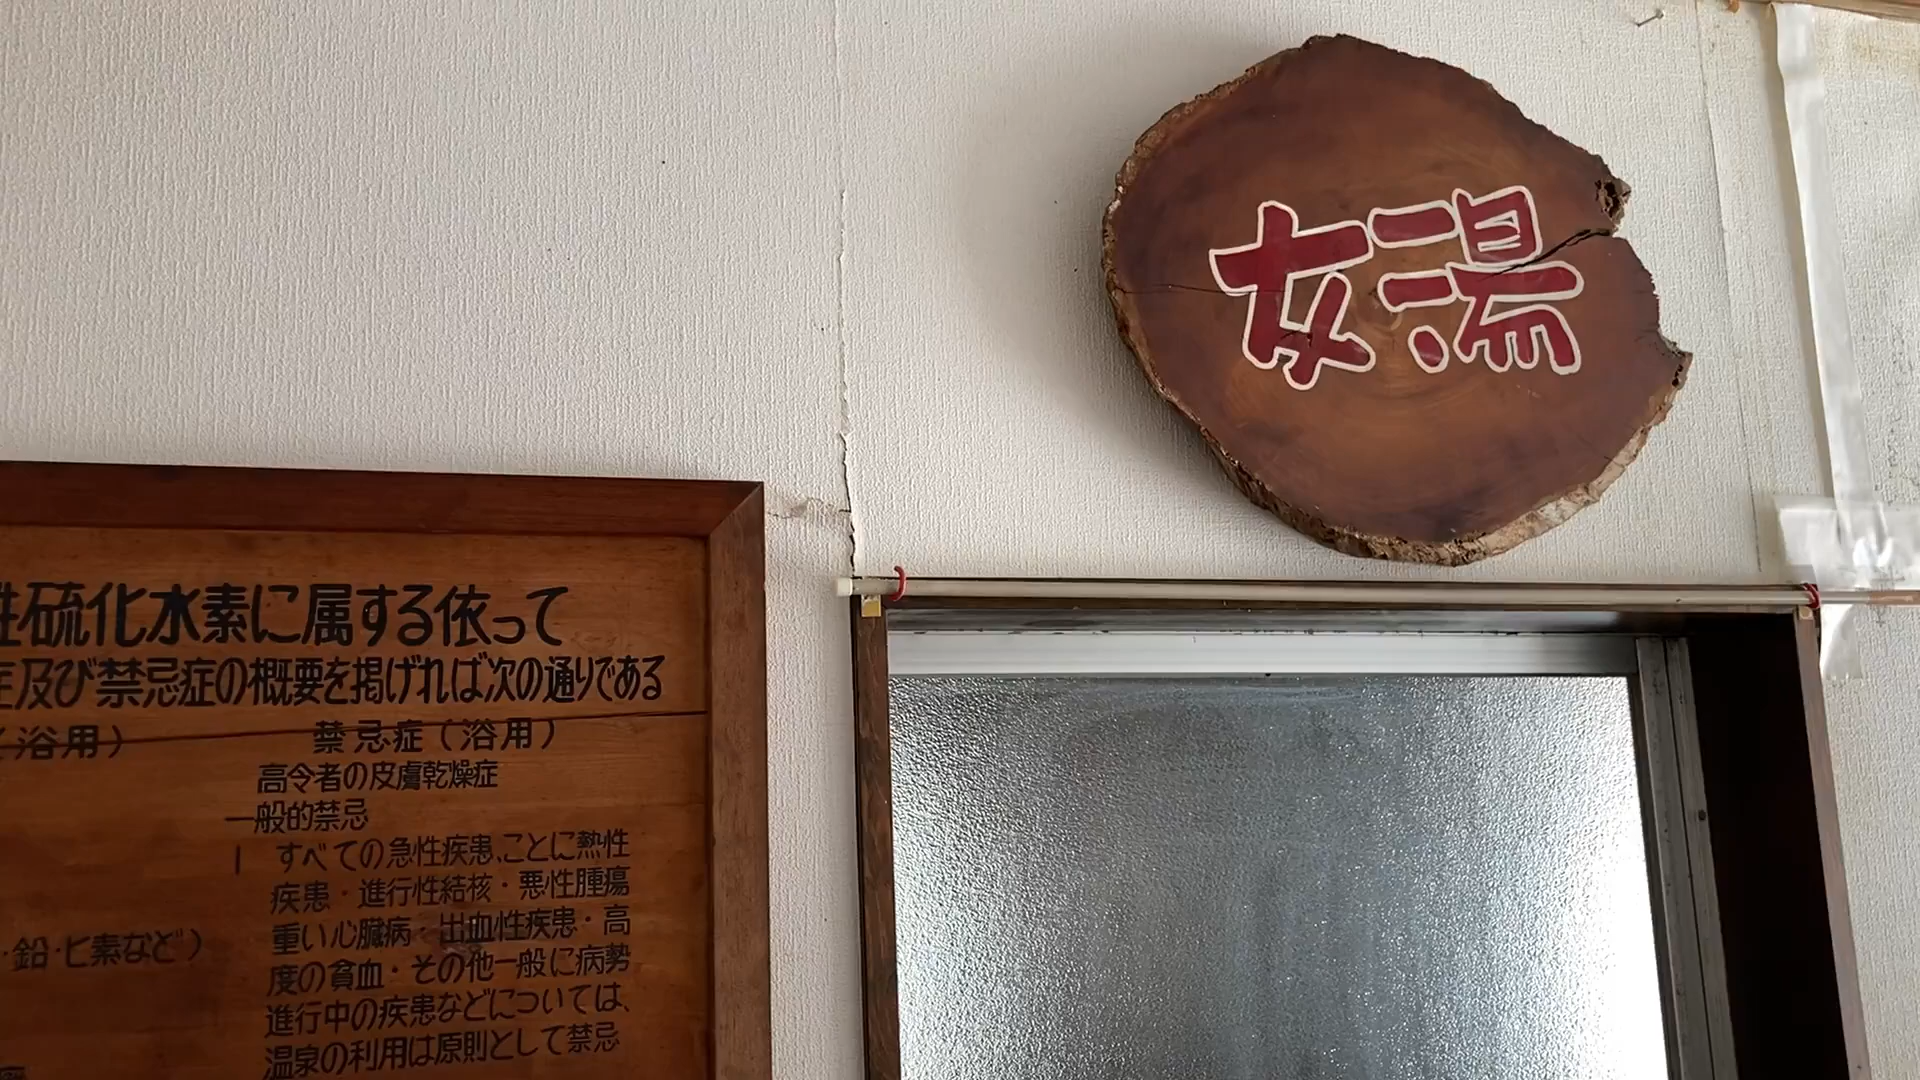 女湯
性硫化水素に属する依って
症及び禁忌症の概要を掲げれば次の通りである
(浴用)
禁忌症(浴用)
高令者の皮膚乾燥症
一般的禁忌
1 すべての急性疾患、ことに熱性
疾患・進行性結核・悪性腫瘍
重い心臓病・出血性疾患・高
度の貧血・その他一般に病勢
進行中の疾患などについては、
温泉の利用は原則として禁忌
・鉛・ヒ素など)